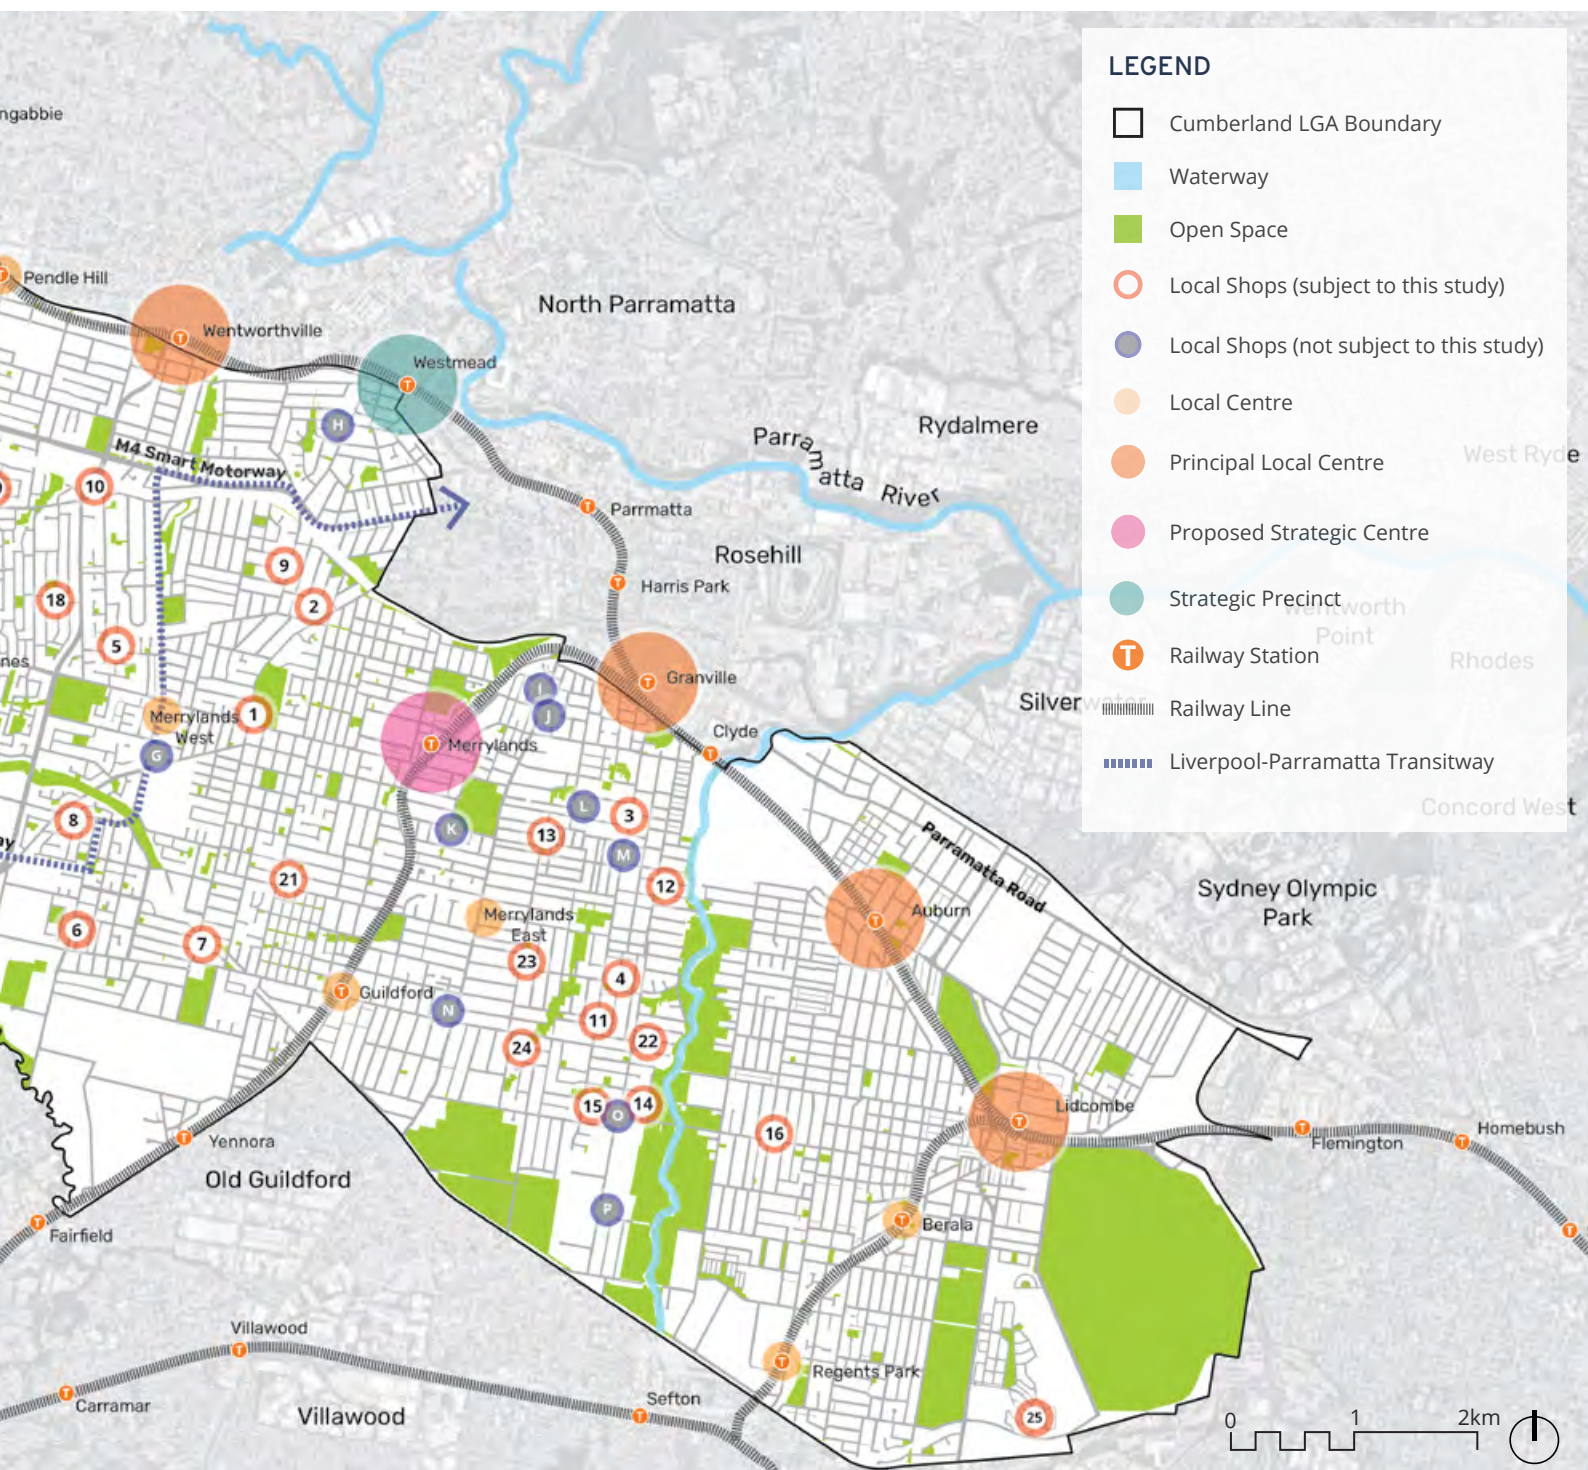 LEGEND
Cumberland LGA Boundary
Waterway
Open Space
Local Shops (subject to this study)
Local Shops (not subject to this study)
Local Centre
Principal Local Centre
Proposed Strategic Centre
Strategic Precinct
T Railway Station
Railway Line
Liverpool-Parramatta Transitway
ngabbie
T Pendle Hill
North Parramatta
T Wentworthville
Westmead
T
H
Rydalmere
West Ryde
M4 Smart Motorway
Parramatta River
10
T Parrmatta
Rosehill
9
T Harris Park
18
2
Wentworth
Point
5
nes
Rhodes
T Granville
I
J
Silverwater
Merrylands
West
1
Clyde
T
T Merrylands
G
Concord West
8
ay
K
L
3
13
M
Parramatta Road
21
12
Sydney Olympic
Park
6
7
Merrylands
East
T Auburn
23
4
T Guildford
N
11
24
22
15
O
14
16
Lidcombe
T
T Yennora
T
Flemington
Homebush
T
Old Guildford
P
T
Fairfield
T Berala
T
Villawood
T
T Regents Park
T
Carramar
Villawood
Sefton
T
25
0 1 2km